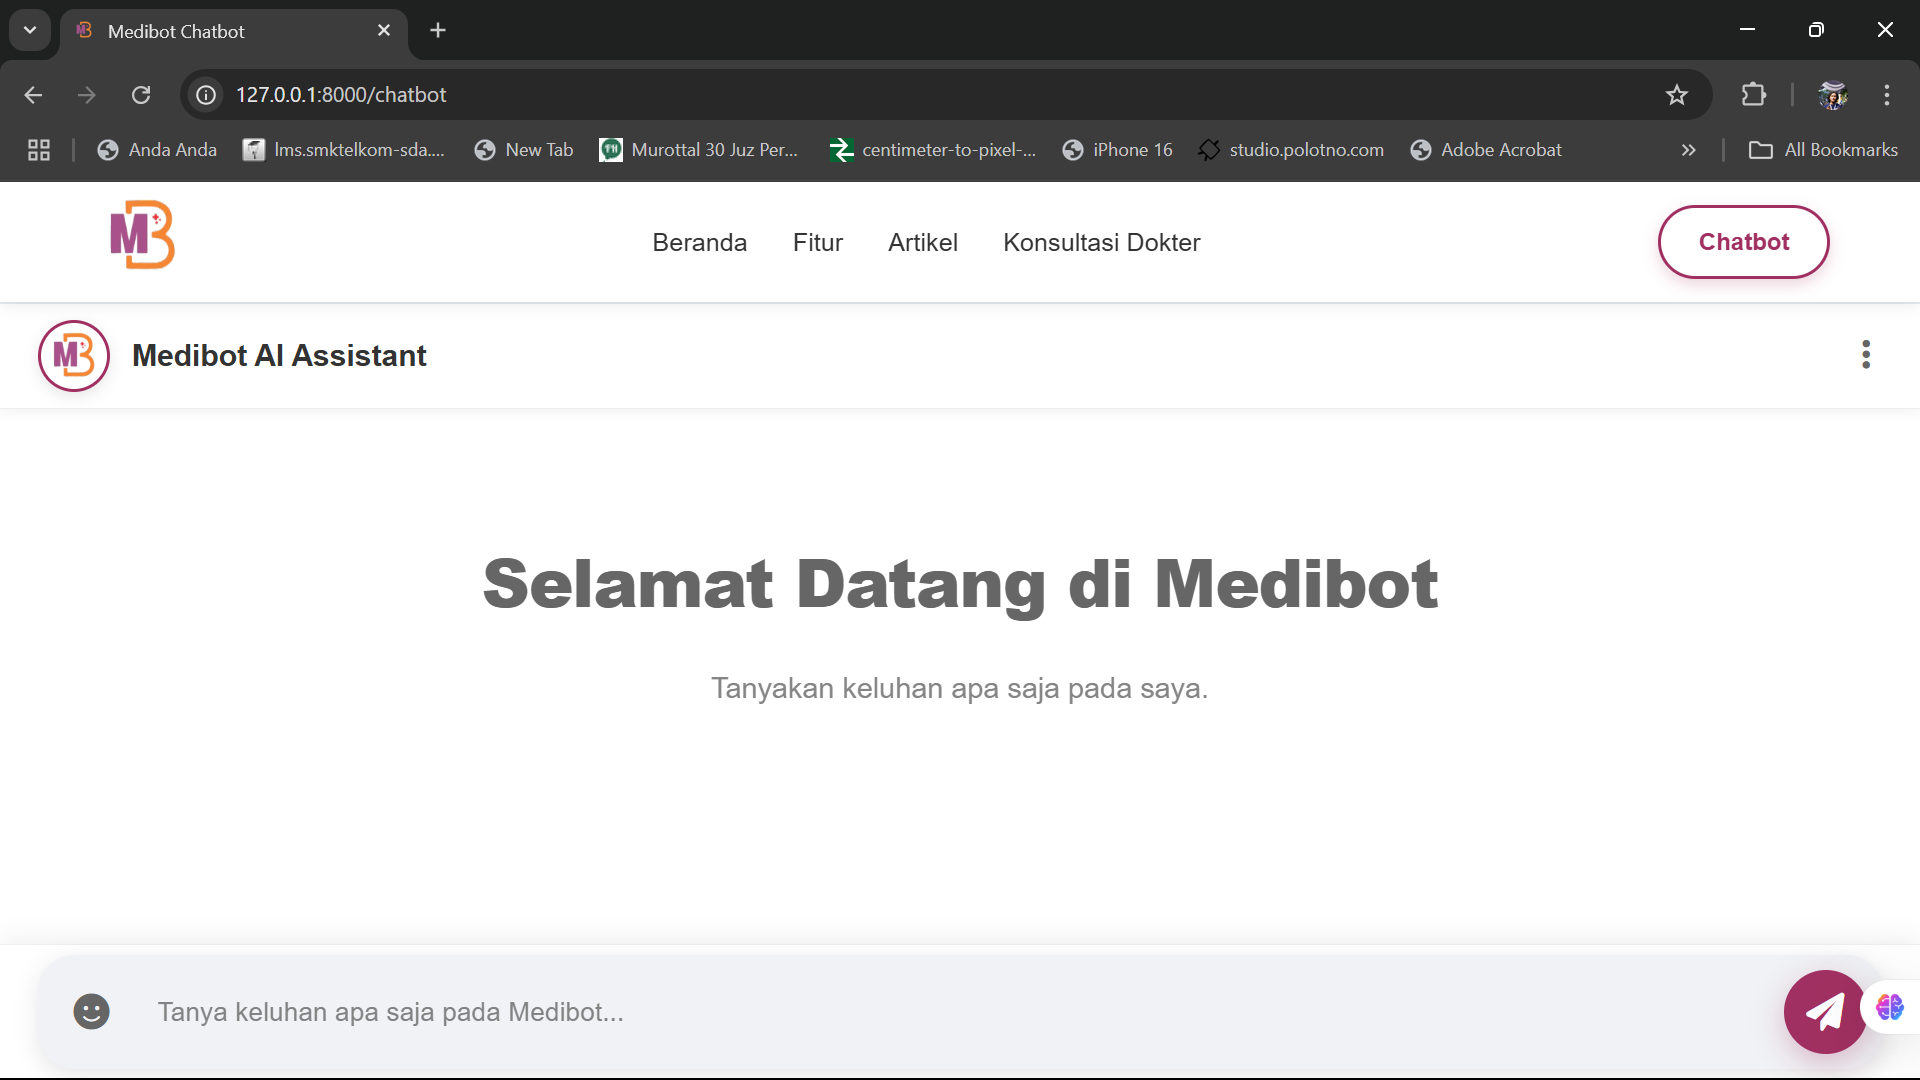 Medibot Chatbot
127.0.0.1:8000/chatbot
Anda Anda
lms.smktelkom-sda....
New Tab
Murottal 30 Juz Per...
centimeter-to-pixel-...
iPhone 16
studio.polotno.com
Adobe Acrobat
All Bookmarks
MB
Beranda
Fitur
Artikel
Konsultasi Dokter
Chatbot
MB
Medibot AI Assistant
Selamat Datang di Medibot
Tanyakan keluhan apa saja pada saya.
Tanya keluhan apa saja pada Medibot...